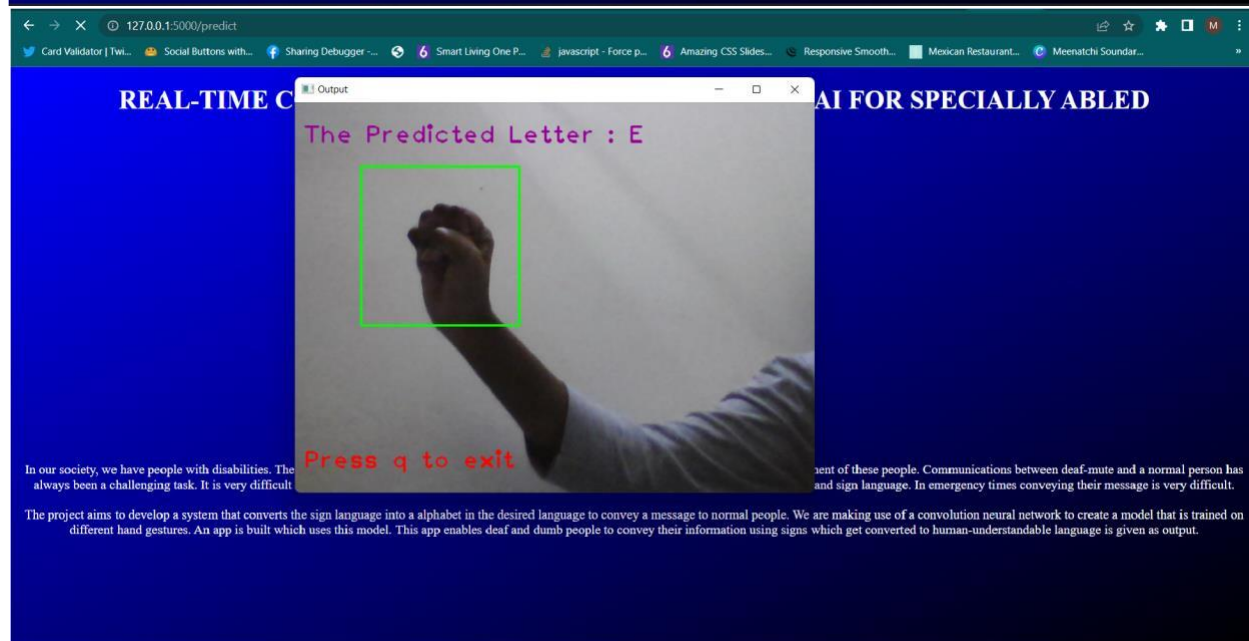 127.0.0.1:5000/predict
M
Card Validator | Twi... Social Buttons with... Sharing Debugger -... 6 Smart Living One P... javascript - Force p... 6 Amazing CSS Slides... Responsive Smooth... Mexican Restaurant... Meenatchi Soundar... »
REAL-TIME C
Output
AI FOR SPECIALLY ABLED
The Predicted Letter : E
Press q to exit
In our society, we have people with disabilities. The
ent of these people. Communications between deaf-mute and a normal person has
always been a challenging task. It is very difficult
and sign language. In emergency times conveying their message is very difficult.
The project aims to develop a system that converts the sign language into a alphabet in the desired language to convey a message to normal people. We are making use of a convolution neural network to create a model that is trained on
different hand gestures. An app is built which uses this model. This app enables deaf and dumb people to convey their information using signs which get converted to human-understandable language is given as output.